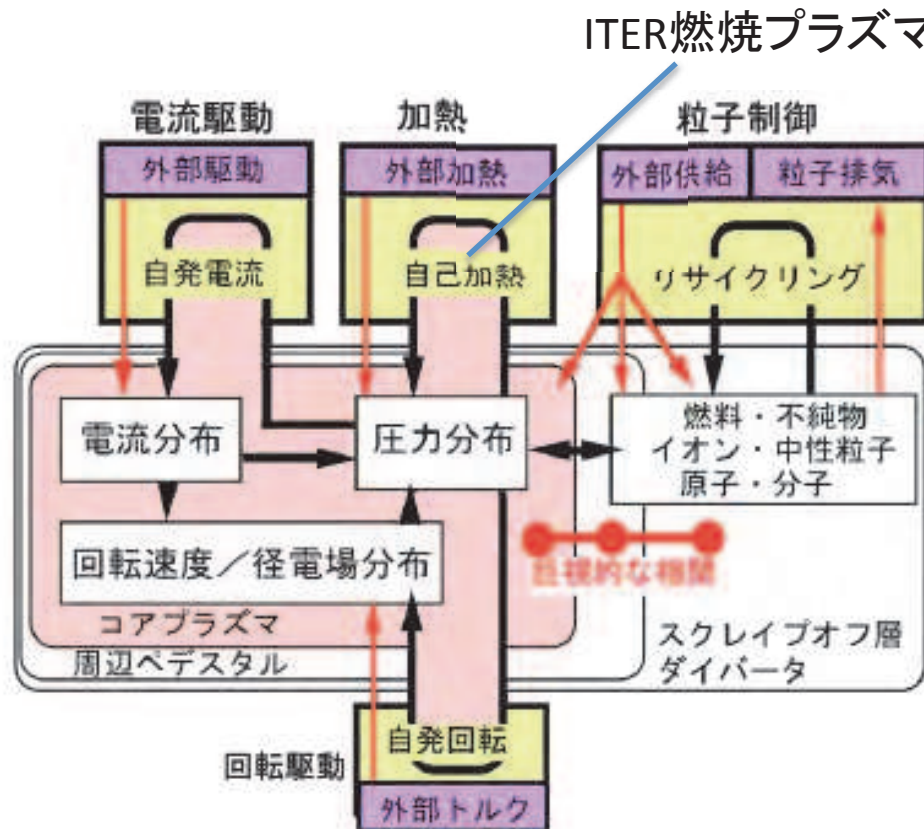 ITER燃焼プラズマ
電流駆動
加熱
粒子制御
外部駆動
外部加熱
外部供給
粒子排気
自発電流
自己加熱
リサイクリング
電流分布
圧力分布
燃料・不純物
イオン・中性粒子
原子・分子
回転速度／径電場分布
巨視的な相関
コアプラズマ
周辺ペデスタル
スクレイプオフ層
ダイバータ
自発回転
回転駆動
外部トルク